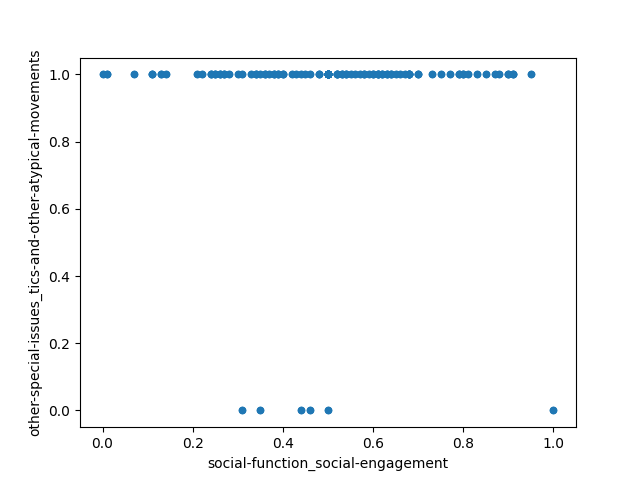 other-special-issues_tics-and-other-atypical-movements
1.0
0.8
0.6
0.4
0.2
0.0
0.0 0.2 0.4 0.6 0.8 1.0
social-function_social-engagement